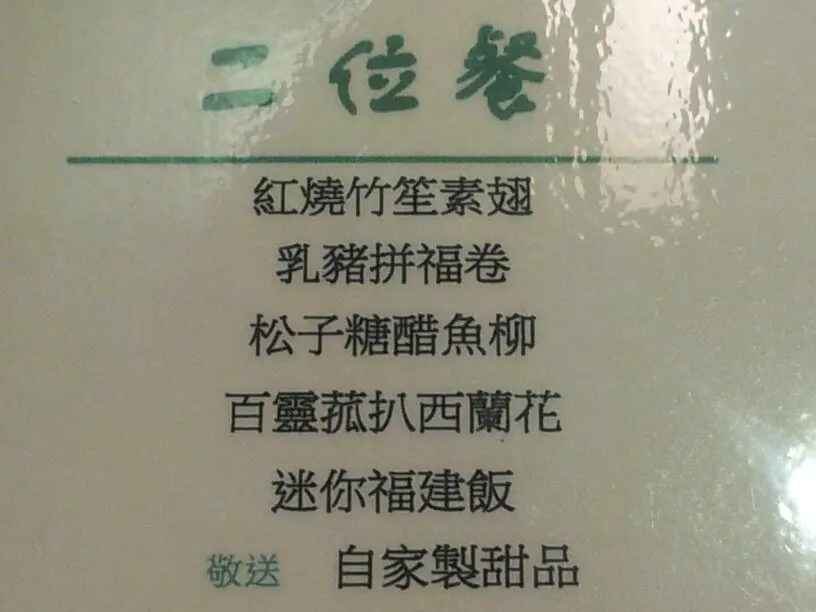 二位餐
紅燒竹笙素翅
乳豬拼福卷
松子糖醋魚柳
百靈菰扒西蘭花
迷你福建飯
敬送 自家製甜品